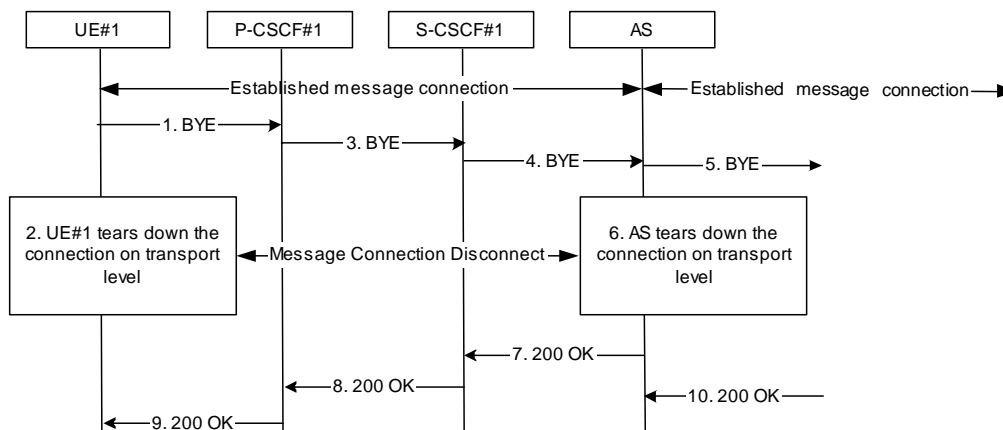 UE#1
P-CSCF#1
S-CSCF#1
AS
Established message connection
Established message connection
1. BYE
3. BYE
4. BYE
5. BYE
2. UE#1 tears down the
connection on transport
level
Message Connection Disconnect
6. AS tears down the
connection on transport
level
7. 200 OK
8. 200 OK
10. 200 OK
9. 200 OK